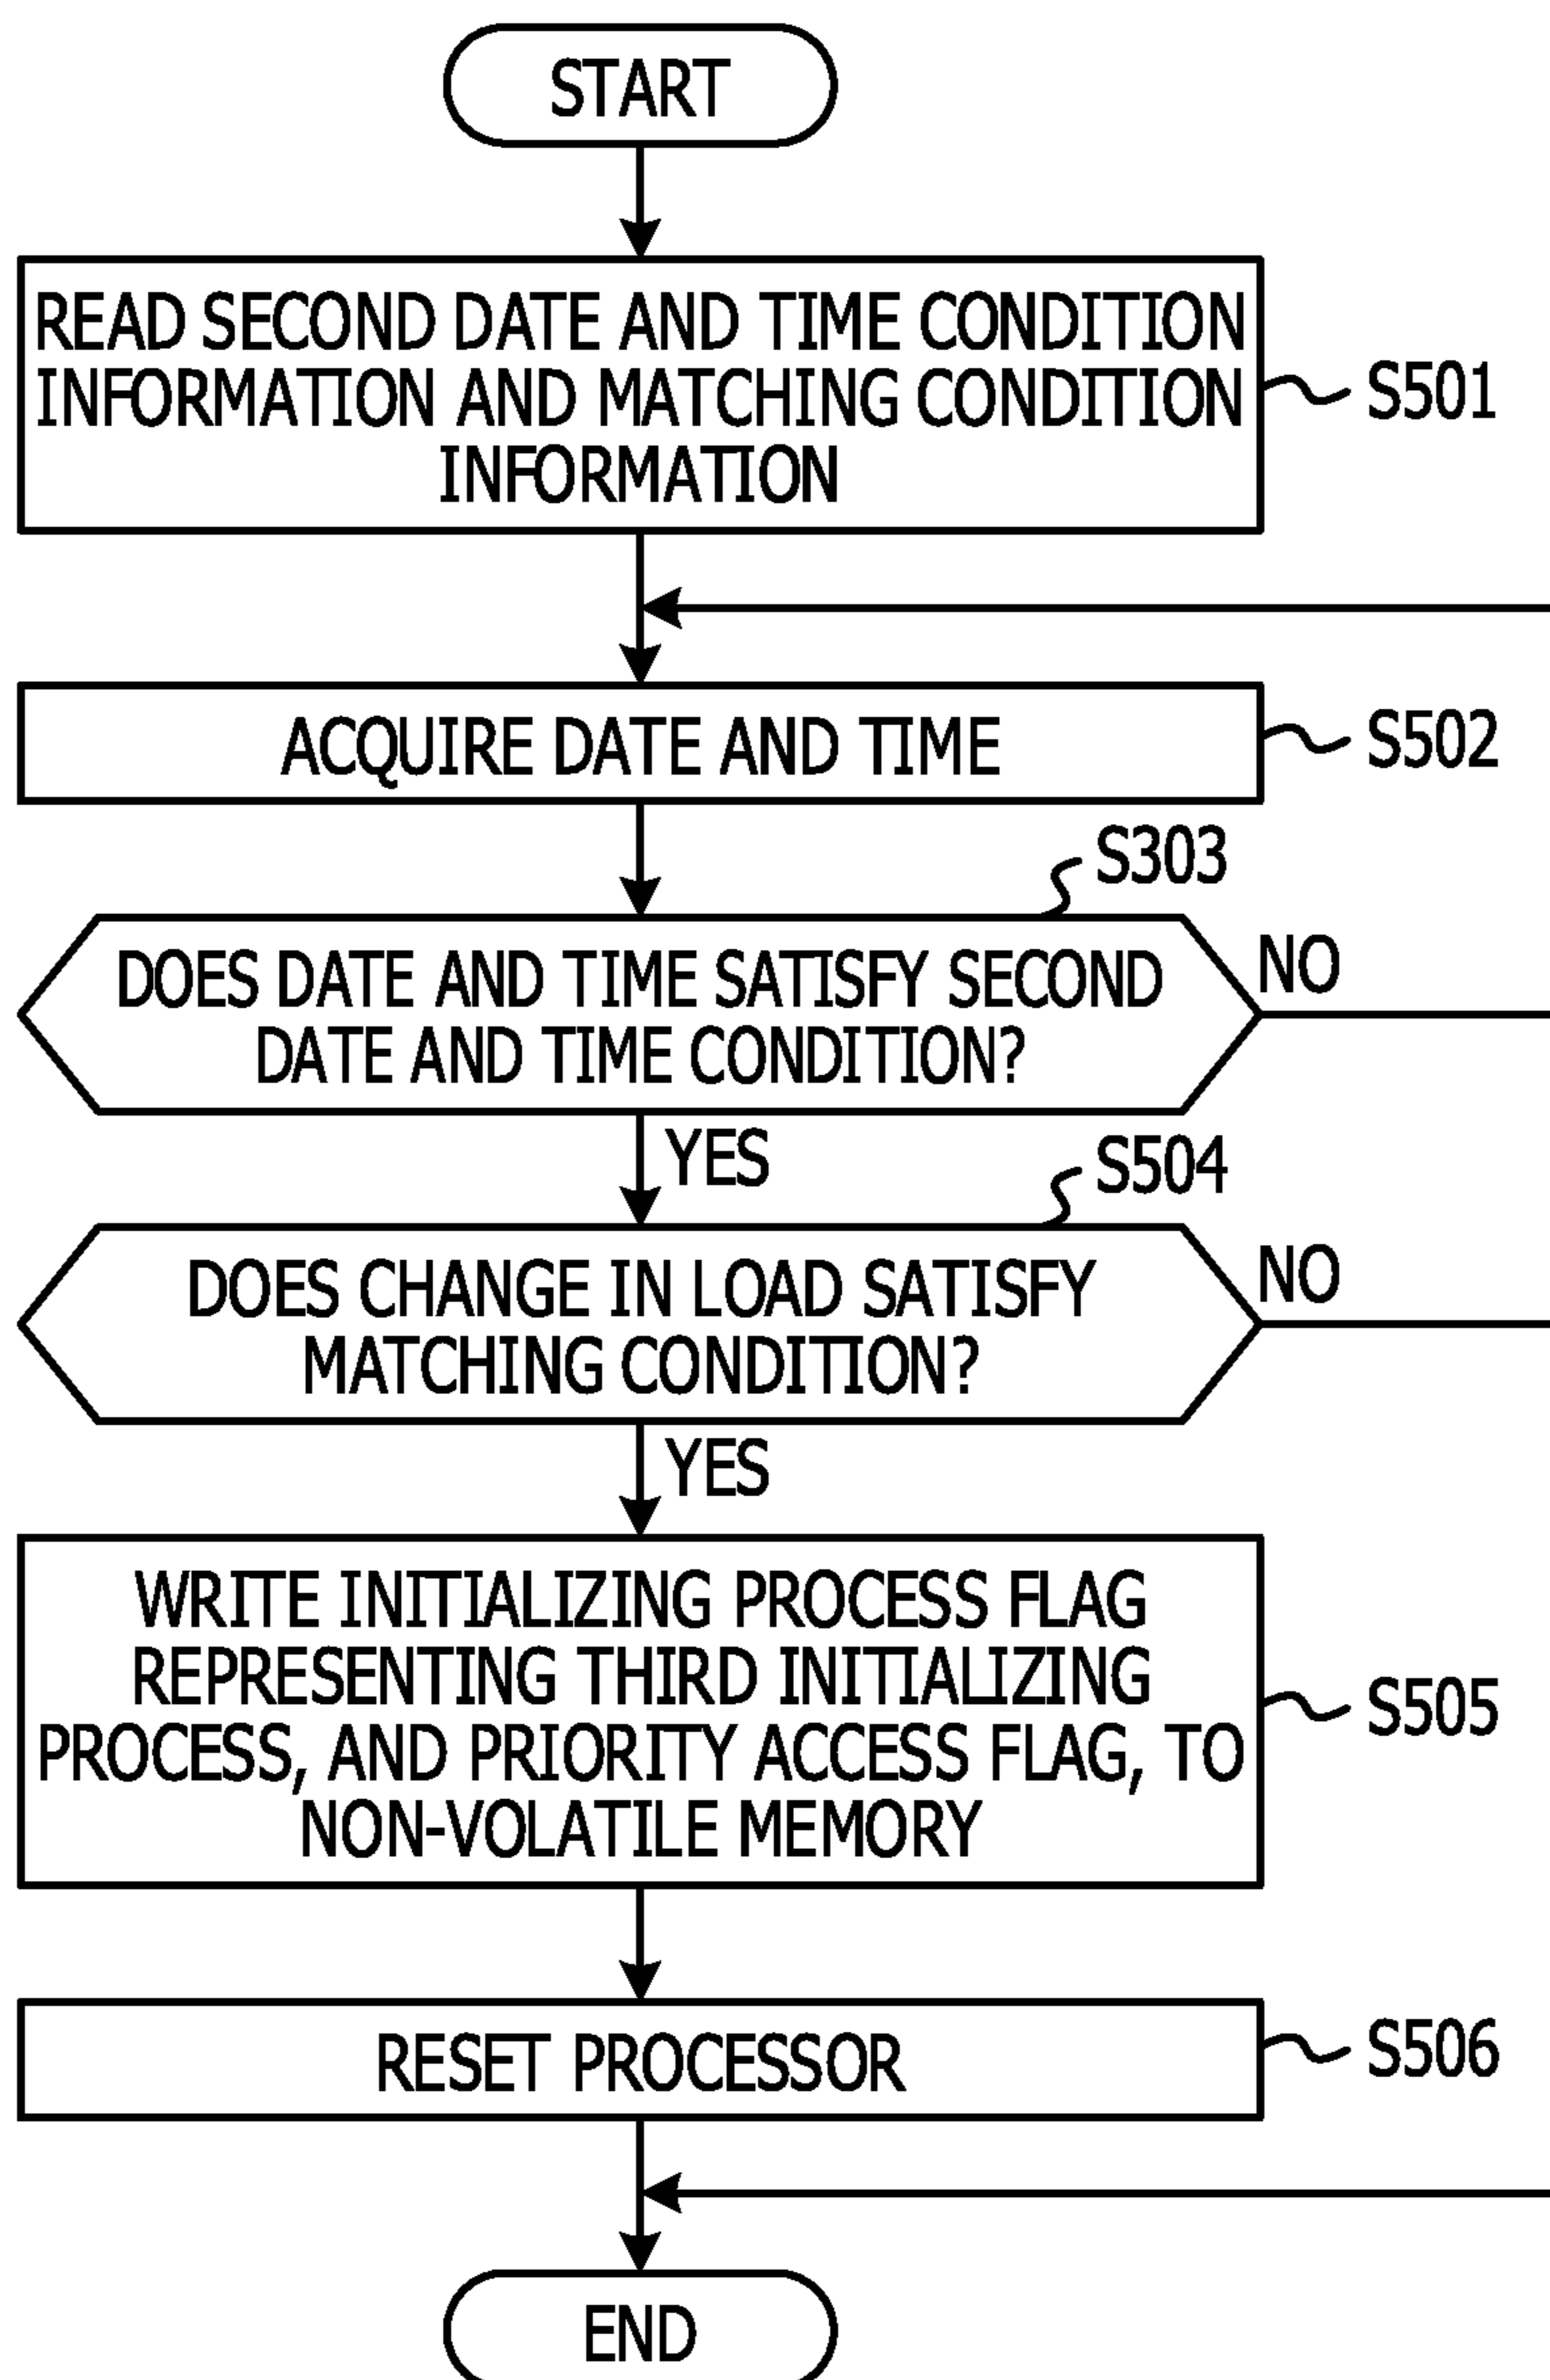 START
READ SECOND DATE AND TIME CONDITION
INFORMATION AND MATCHING CONDITION
INFORMATION
S501
ACQUIRE DATE AND TIME
S502
S303
DOES DATE AND TIME SATISFY SECOND
DATE AND TIME CONDITION?
NO
YES
S504
DOES CHANGE IN LOAD SATISFY
MATCHING CONDITION?
NO
YES
WRITE INITIALIZING PROCESS FLAG
REPRESENTING THIRD INITIALIZING
PROCESS, AND PRIORITY ACCESS FLAG, TO
NON-VOLATILE MEMORY
S505
RESET PROCESSOR
S506
END